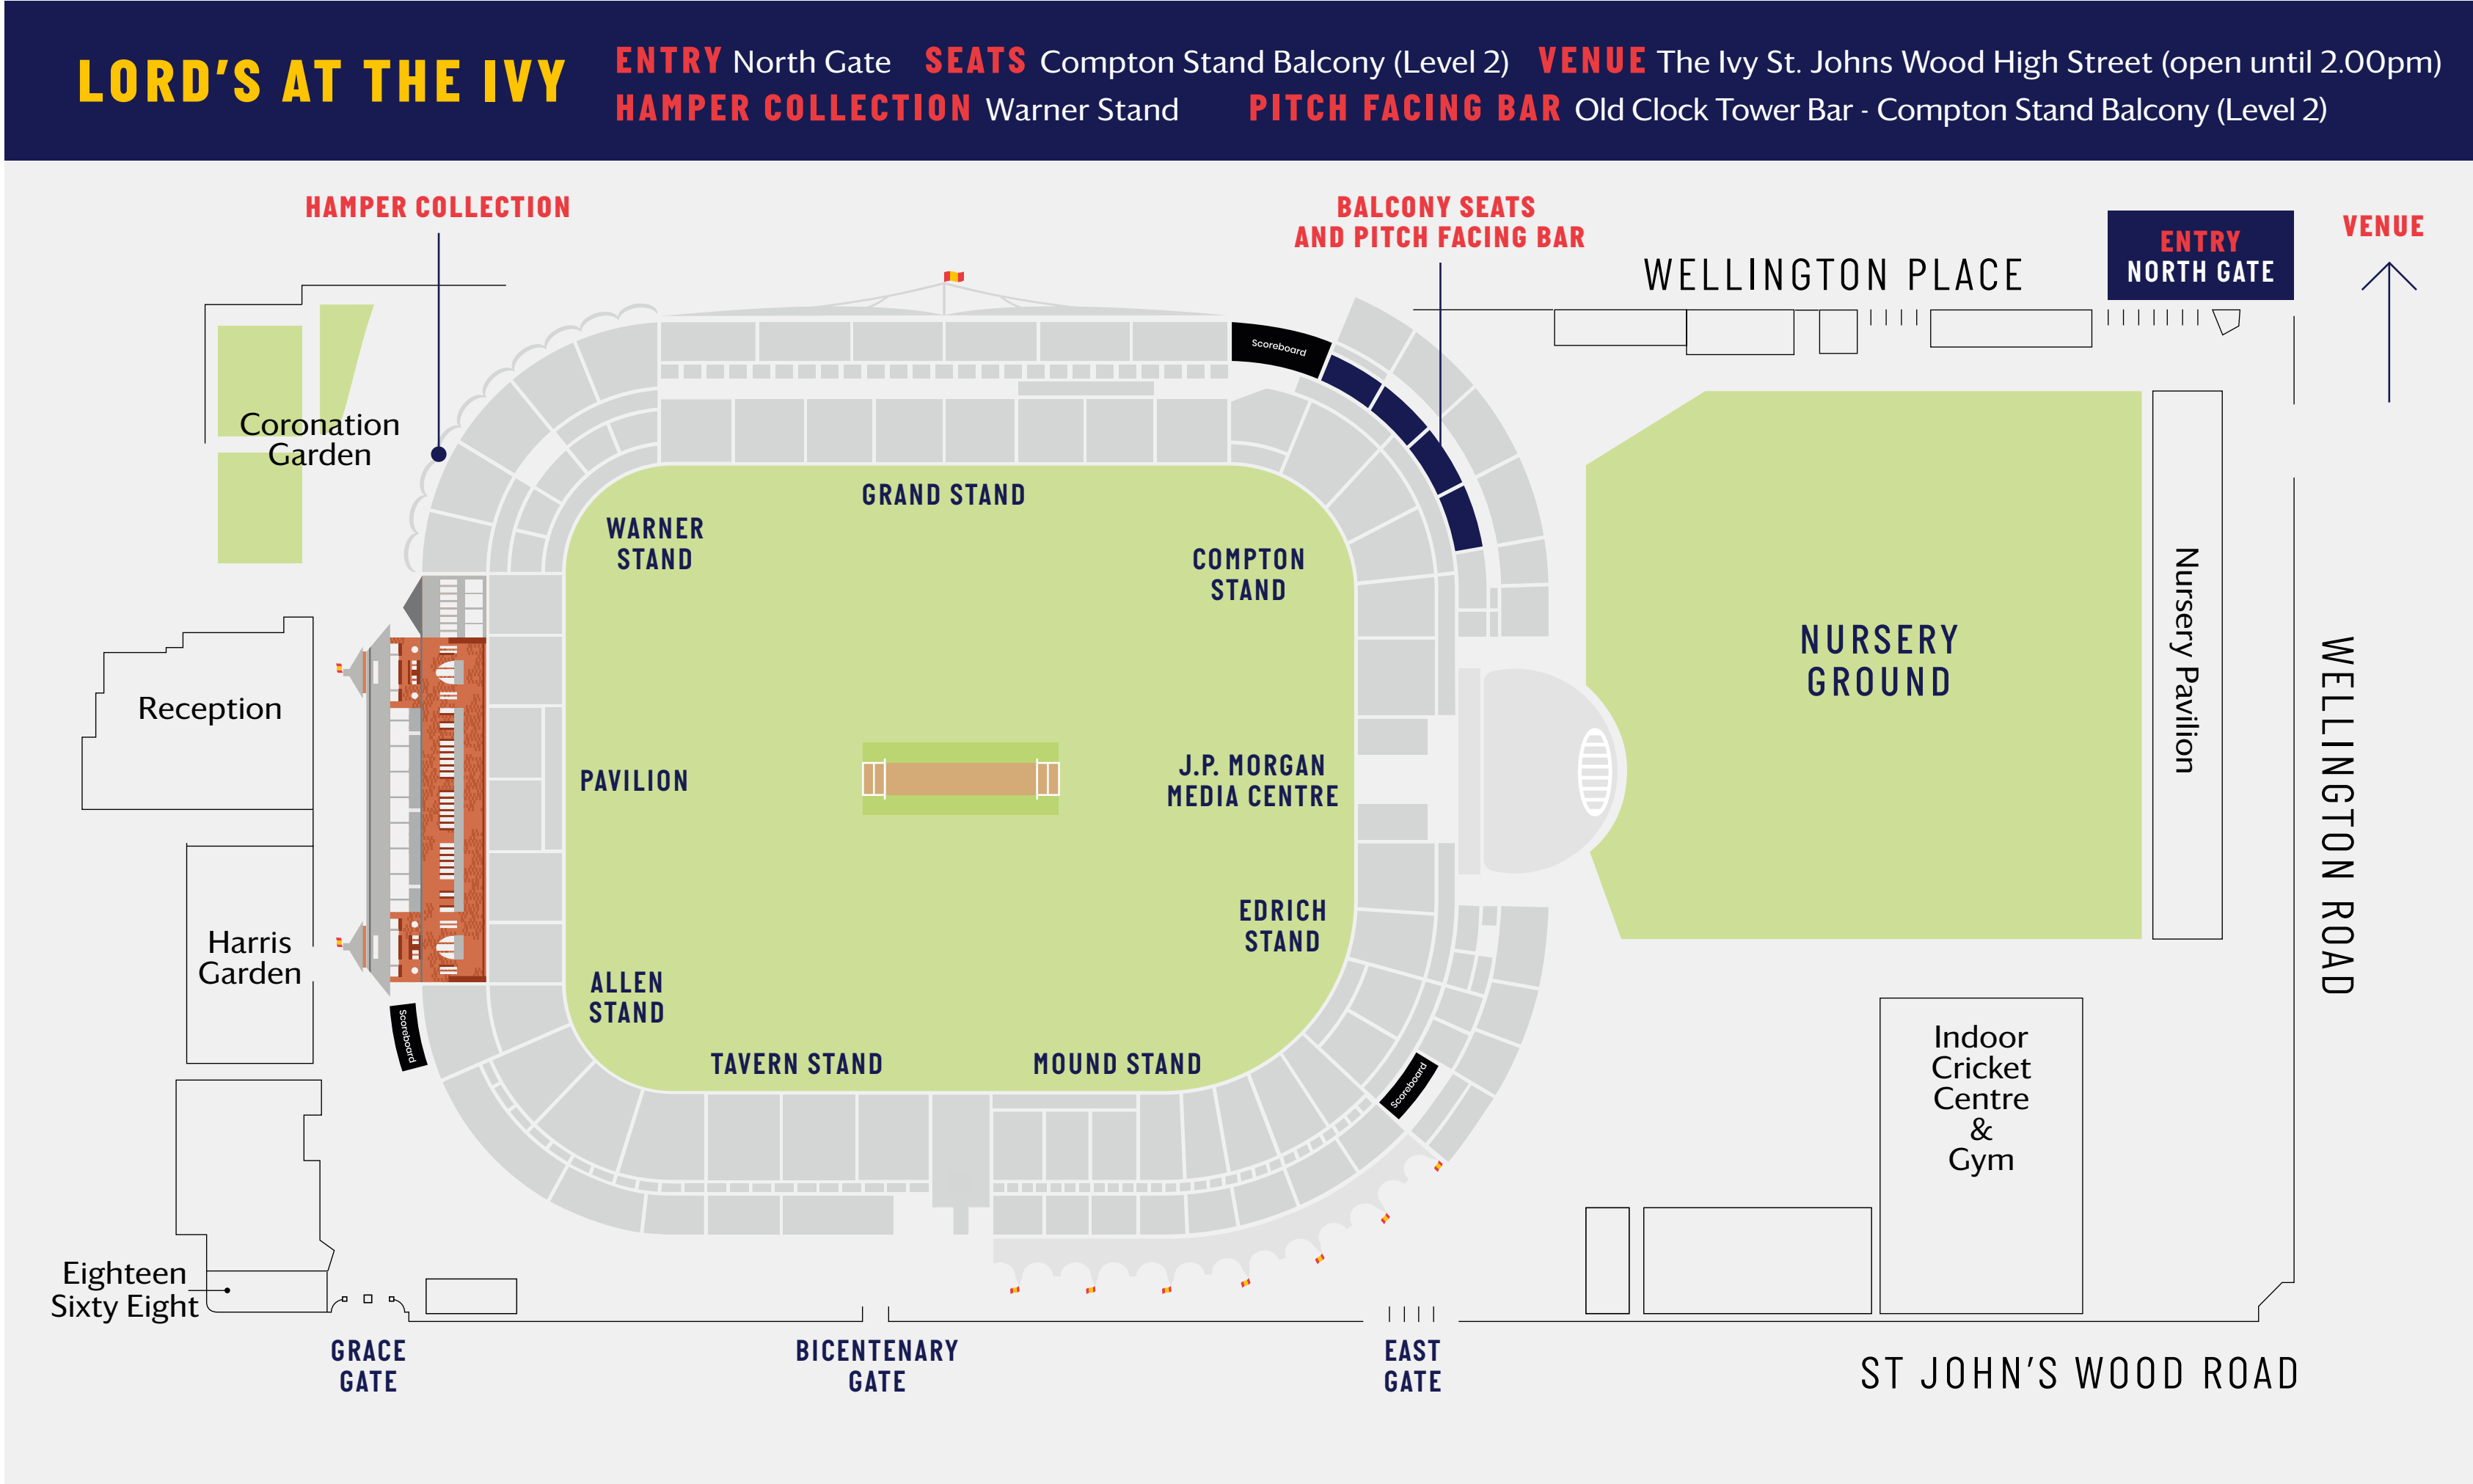 LORD'S AT THE IVY
ENTRY North Gate SEATS Compton Stand Balcony (Level 2) VENUE The Ivy St. Johns Wood High Street (open until 2.00pm)
HAMPER COLLECTION Warner Stand PITCH FACING BAR Old Clock Tower Bar - Compton Stand Balcony (Level 2)
HAMPER COLLECTION
BALCONY SEATS
AND PITCH FACING BAR
ENTRY
NORTH GATE
VENUE
WELLINGTON PLACE
Scoreboard
Coronation
Garden
GRAND STAND
WARNER
STAND
COMPTON
STAND
NURSERY
GROUND
Nursery Pavilion
WELLINGTON ROAD
Reception
PAVILION
J.P. MORGAN
MEDIA CENTRE
EDRICH
STAND
Harris
Garden
ALLEN
STAND
Scoreboard
TAVERN STAND
MOUND STAND
Scoreboard
Indoor
Cricket
Centre
&
Gym
Eighteen
Sixty Eight
GRACE
GATE
BICENTENARY
GATE
EAST
GATE
ST JOHN'S WOOD ROAD